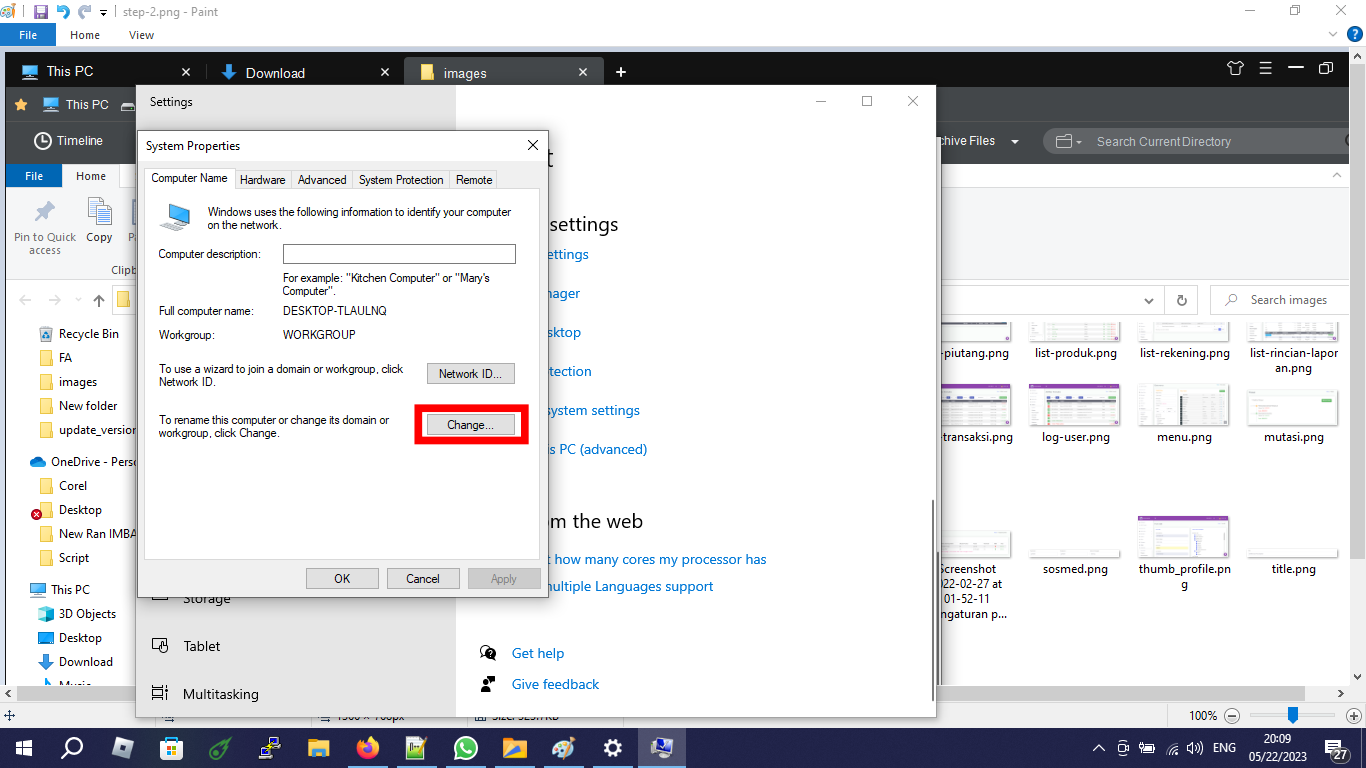 step-2.png - Paint
File
Home
View
This PC
Download
images
This PC
Settings
Timeline
chive Files
Search Current Directory
File
Home
Pin to Quick
access
Copy
Clipb
System Properties
Computer Name
Hardware
Advanced
System Protection
Remote
Windows uses the following information to identify your computer
on the network.
Computer description:
For example: "Kitchen Computer" or "Mary's
Computer".
Full computer name:
DESKTOP-TLAULNQ
Workgroup:
WORKGROUP
To use a wizard to join a domain or workgroup, click
Network ID.
Network ID...
To rename this computer or change its domain or
workgroup, click Change.
Change...
OK
Cancel
Apply
settings
ettings
nager
sktop
tection
system settings
s PC (advanced)
om the web
t how many cores my processor has
ultiple Languages support
Get help
Give feedback
Storage
Tablet
Multitasking
Search images
Recycle Bin
FA
images
New folder
update_version
OneDrive - Perso
Corel
Desktop
New Ran IMBA
Script
This PC
3D Objects
Desktop
Download
Music
-piutang.png
list-produk.png
list-rekening.png
list-rincian-lapor
an.png
-transaksi.png
log-user.png
menu.png
mutasi.png
Screenshot
022-02-27 at
01-52-11
ngaturan p...
sosmed.png
thumb_profile.pn
g
title.png
100%
ENG
20:09
05/22/2023
27